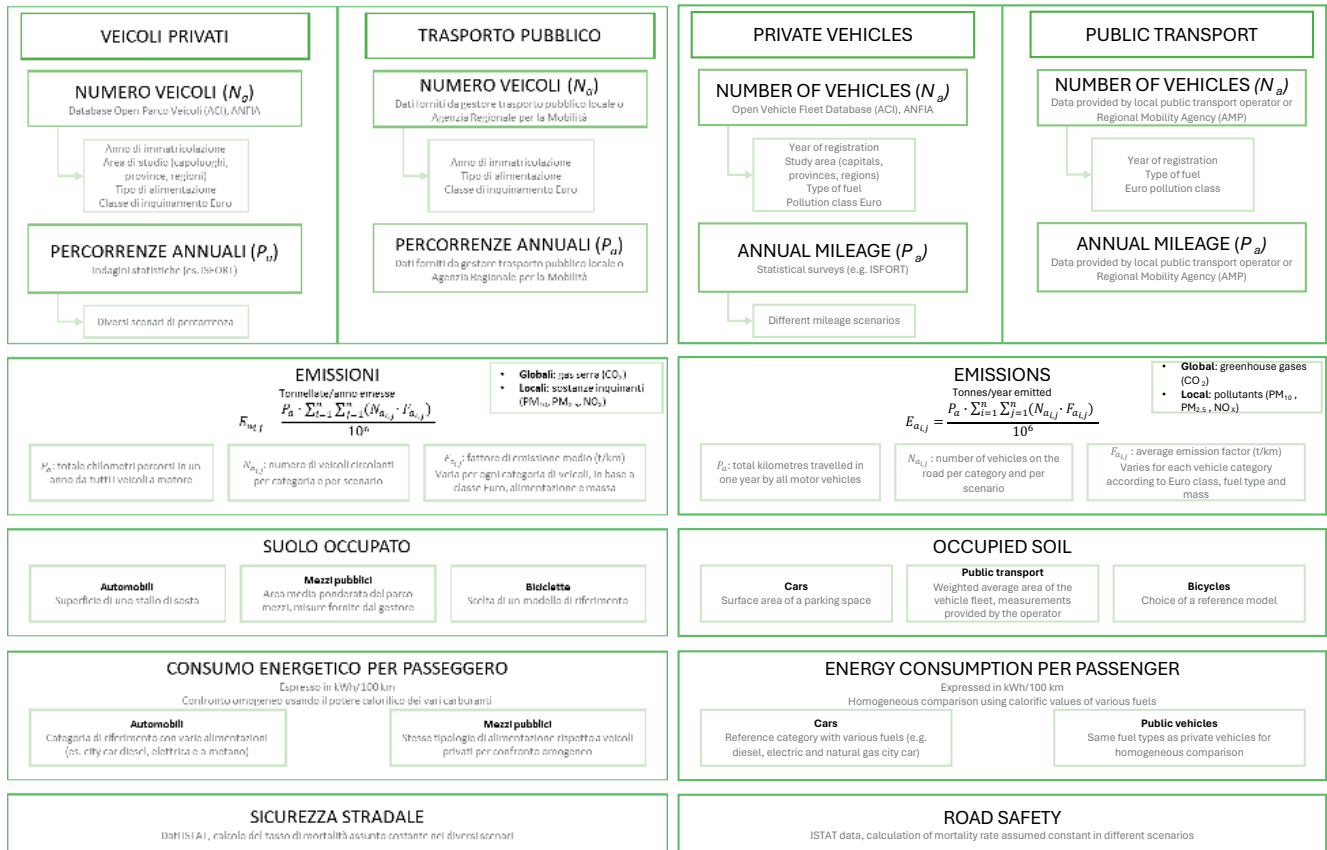 VEICOLI PRIVATI
NUMERO VEICOLI (Na)
Database Open Parco Veicoli (ACI), ANFIA
Anno di immatricolazione
Area di studio (capoluoghi,
province, regioni)
Tipo di alimentazione
Classe di inquinamento Euro
PERCORRENZE ANNUALI (Pa)
Indagini statistiche (es. ISFORT)
Diversi scenari di percorrenza
TRASPORTO PUBBLICO
NUMERO VEICOLI (Na)
Dati forniti da gestore trasporto pubblico locale o
Agenzia Regionale per la Mobilità
Anno di immatricolazione
Tipo di alimentazione
Classe di inquinamento Euro
PERCORRENZE ANNUALI (Pa)
Dati forniti da gestore trasporto pubblico locale o
Agenzia Regionale per la Mobilità
EMISSIONI
Tonnellate/anno emesse
Pa · Σ Σ (Nai,j · Fai,j)
10⁶
• Globali: gas serra (CO₂)
• Locali: sostanze inquinanti
(PM₁₀, PM₂.₅, NOₓ)
Pa: totale chilometri percorsi in un
anno da tutti i veicoli a motore
Nai,j: numero di veicoli circolanti
per categoria e per scenario
Fai,j: fattore di emissione medio (t/km)
Varia per ogni categoria di veicoli, in base a
classe Euro, alimentazione e massa
SUOLO OCCUPATO
Automobili
Superficie di uno stallo di sosta
Mezzi pubblici
Area media ponderata del parco
mezzi, misure fornite dal gestore
Biciclette
Scelta di un modello di riferimento
CONSUMO ENERGETICO PER PASSEGGERO
Espresso in kWh/100 km
Confronto omogeneo usando il potere calorifico dei vari carburanti
Automobili
Categoria di riferimento con varie alimentazioni
(es. city car diesel, elettrica e a metano)
Mezzi pubblici
Stesse tipologie di alimentazione rispetto a veicoli
privati per confronto omogeneo
SICUREZZA STRADALE
Dati ISTAT, calcolo del tasso di mortalità assunto costante nei diversi scenari
PRIVATE VEHICLES
NUMBER OF VEHICLES (Na)
Open Vehicle Fleet Database (ACI), ANFIA
Year of registration
Study area (capitals,
provinces, regions)
Type of fuel
Pollution class Euro
ANNUAL MILEAGE (Pa)
Statistical surveys (e.g. ISFORT)
Different mileage scenarios
PUBLIC TRANSPORT
NUMBER OF VEHICLES (Na)
Data provided by local public transport operator or
Regional Mobility Agency (AMP)
Year of registration
Type of fuel
Euro pollution class
ANNUAL MILEAGE (Pa)
Data provided by local public transport operator or
Regional Mobility Agency (AMP)
EMISSIONS
Tonnes/year emitted
Eai,j = Pa · Σⁿi=1 Σⁿj=1(Nai,j · Fai,j)
10⁶
• Global: greenhouse gases
(CO₂)
• Local: pollutants (PM₁₀,
PM₂.₅, NOₓ)
Pa: total kilometres travelled in
one year by all motor vehicles
Nai,j: number of vehicles on the
road per category and per
scenario
Fai,j: average emission factor (t/km)
Varies for each vehicle category
according to Euro class, fuel type and
mass
OCCUPIED SOIL
Cars
Surface area of a parking space
Public transport
Weighted average area of the
vehicle fleet, measurements
provided by the operator
Bicycles
Choice of a reference model
ENERGY CONSUMPTION PER PASSENGER
Expressed in kWh/100 km
Homogeneous comparison using calorific values of various fuels
Cars
Reference category with various fuels (e.g.
diesel, electric and natural gas city car)
Public vehicles
Same fuel types as private vehicles for
homogeneous comparison
ROAD SAFETY
ISTAT data, calculation of mortality rate assumed constant in different scenarios